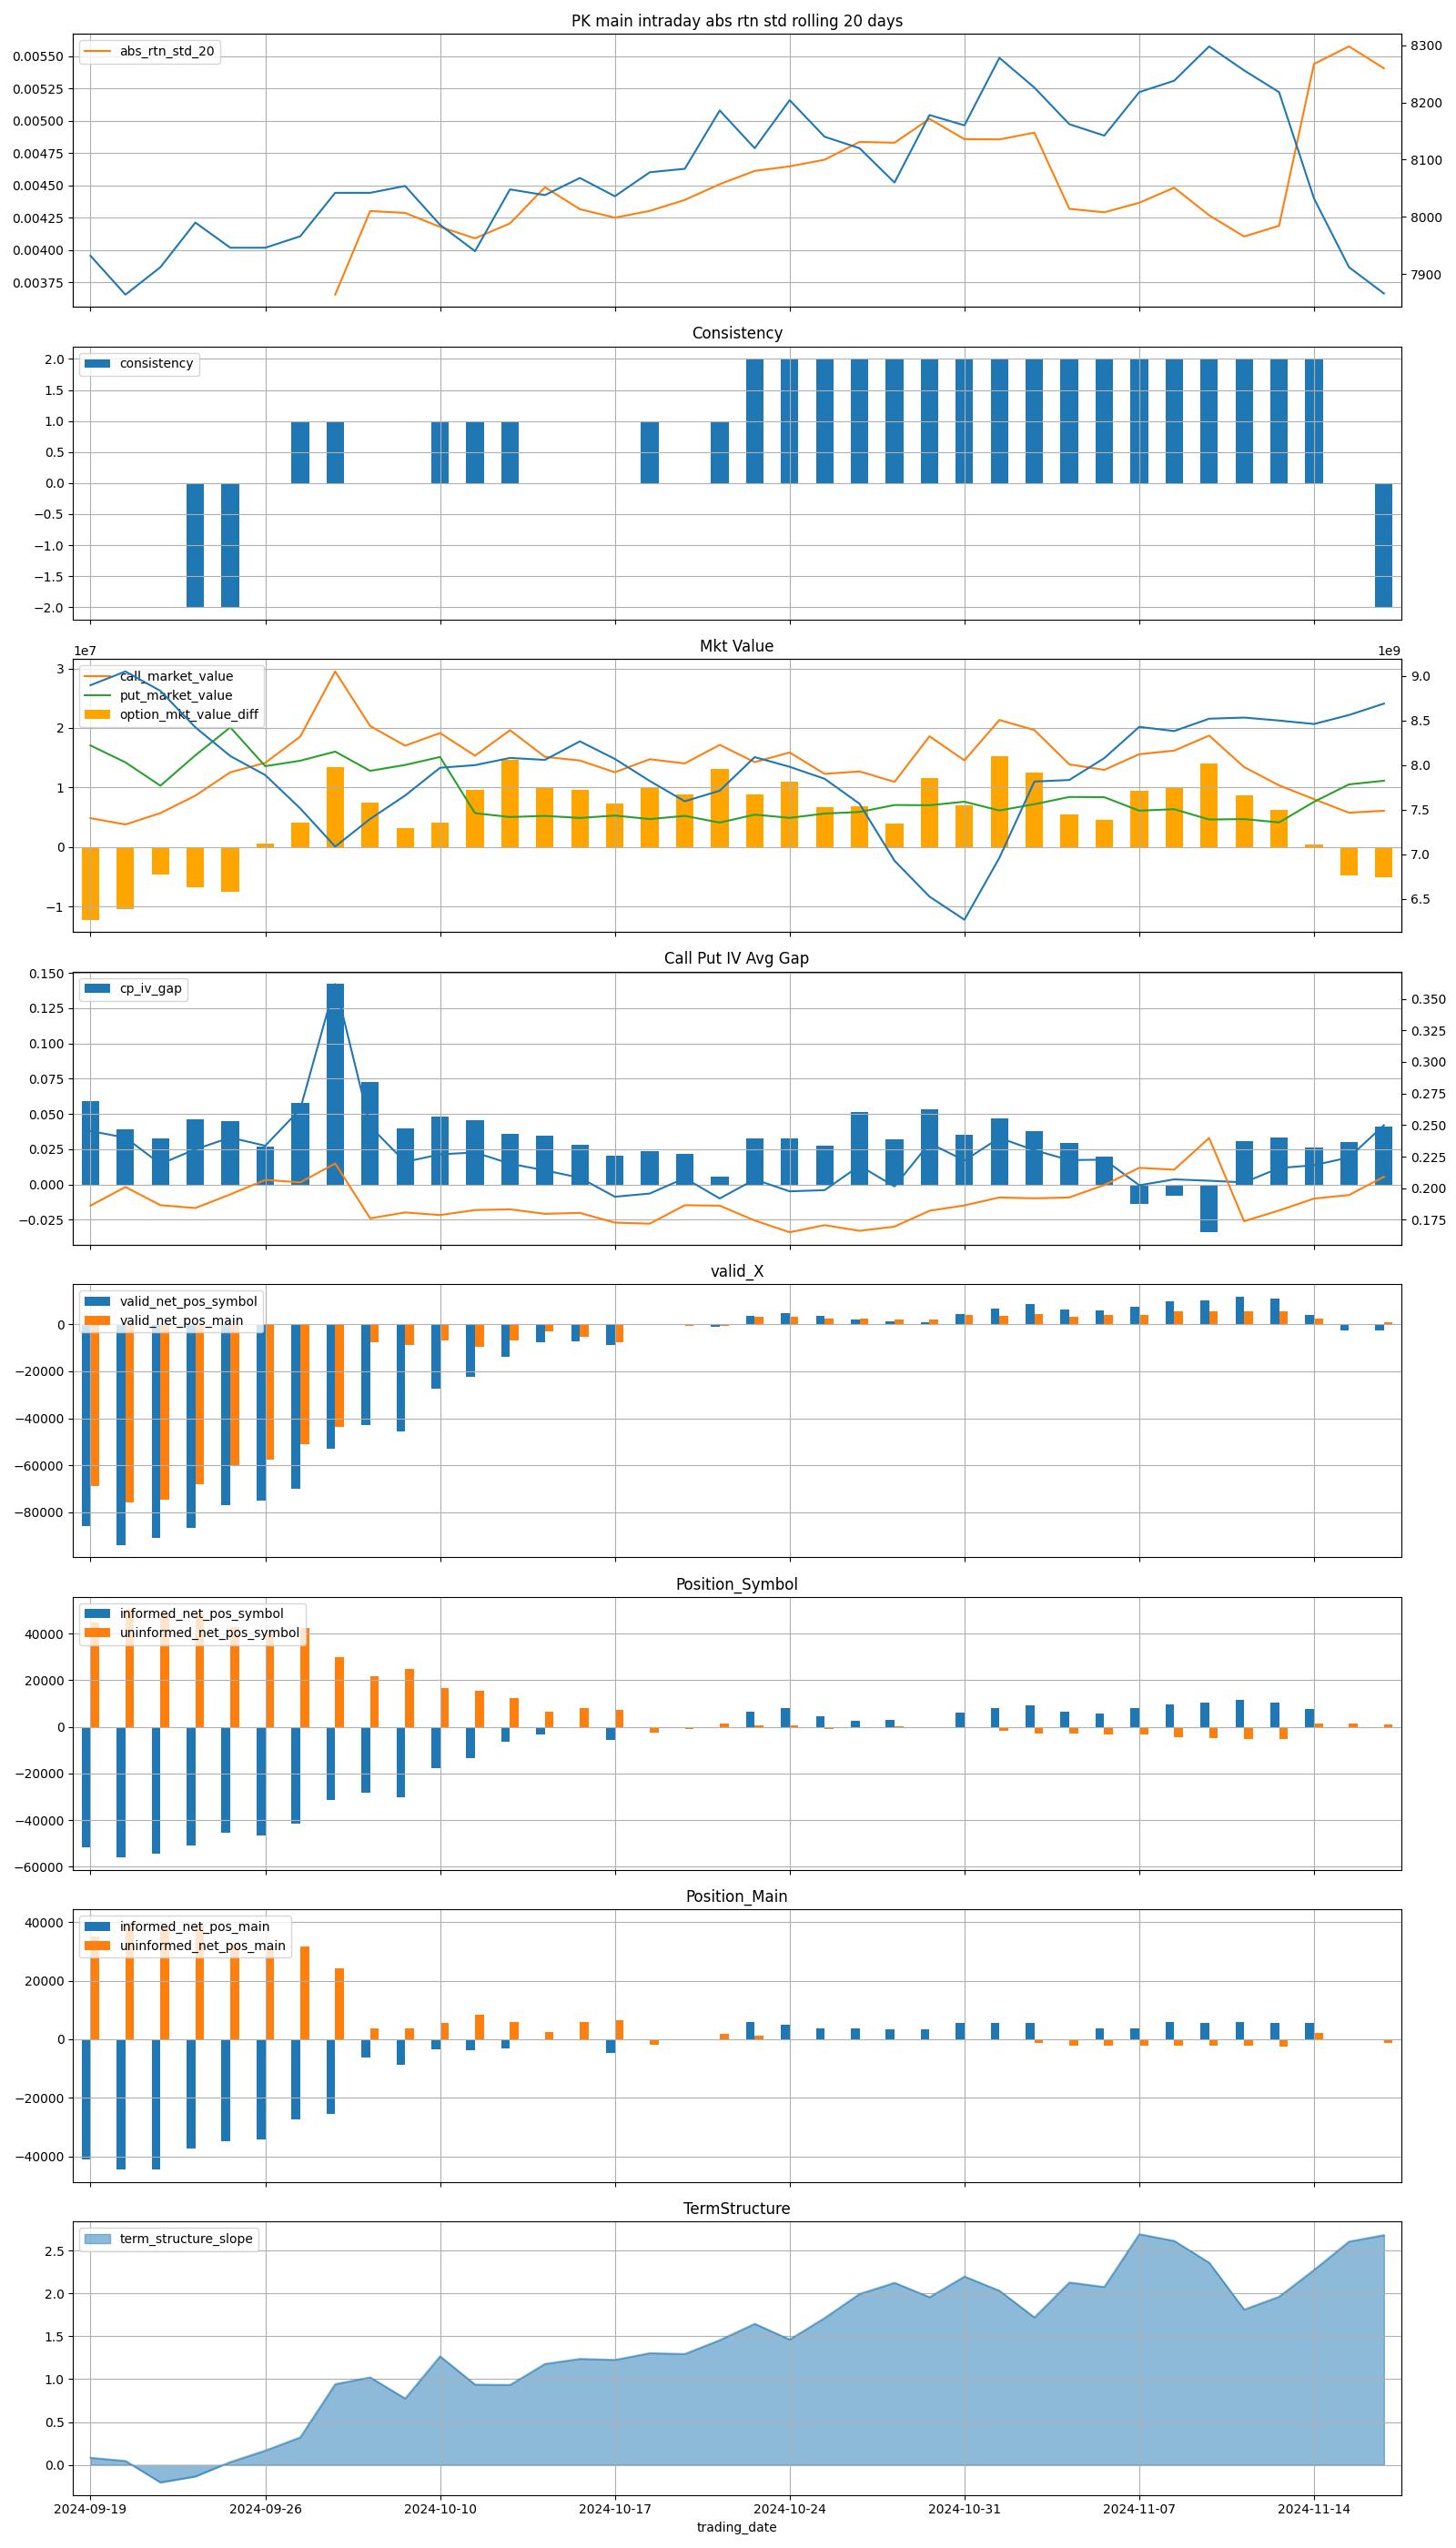 PK main intraday abs rtn std rolling 20 days
abs_rtn_std_20
0.00550
0.00525
0.00500
0.00475
0.00450
0.00425
0.00400
0.00375
8300
8200
8100
8000
7900
Consistency
consistency
2.0
1.5
1.0
0.5
0.0
−0.5
−1.0
−1.5
−2.0
Mkt Value
1e7
1e9
call_market_value
put_market_value
option_mkt_value_diff
3
2
1
0
−1
9.0
8.5
8.0
7.5
7.0
6.5
Call Put IV Avg Gap
cp_iv_gap
0.150
0.125
0.100
0.075
0.050
0.025
0.000
−0.025
0.350
0.325
0.300
0.275
0.250
0.225
0.200
0.175
valid_X
valid_net_pos_symbol
valid_net_pos_main
0
−20000
−40000
−60000
−80000
Position_Symbol
informed_net_pos_symbol
uninformed_net_pos_symbol
40000
20000
0
−20000
−40000
−60000
Position_Main
informed_net_pos_main
uninformed_net_pos_main
40000
20000
0
−20000
−40000
TermStructure
term_structure_slope
2.5
2.0
1.5
1.0
0.5
0.0
2024-09-19 2024-09-26 2024-10-10 2024-10-17 2024-10-24 2024-10-31 2024-11-07 2024-11-14
trading_date